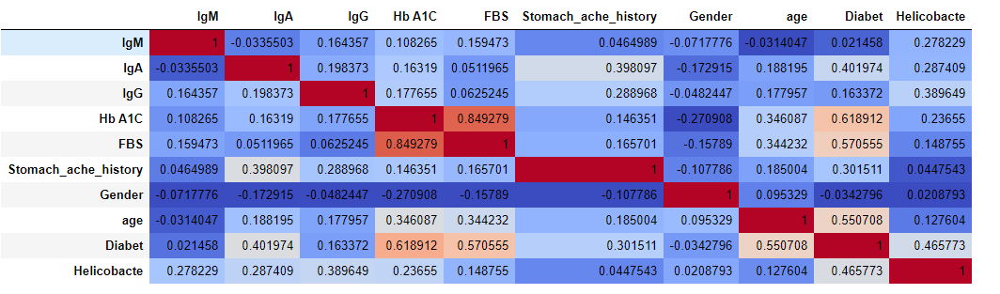 IgM IgA IgG Hb A1C FBS Stomach_ache_history Gender age Diabet Helicobacte
IgM 1 -0.0335503 0.164357 0.108265 0.159473 0.0464989 -0.0717776 -0.0314047 0.021458 0.278229
IgA -0.0335503 1 0.198373 0.16319 0.0511965 0.398097 -0.172915 0.188195 0.401974 0.287409
IgG 0.164357 0.198373 1 0.177655 0.0625245 0.288968 -0.0482447 0.177957 0.163372 0.389649
Hb A1C 0.108265 0.16319 0.177655 1 0.849279 0.146351 -0.270908 0.346087 0.618912 0.23655
FBS 0.159473 0.0511965 0.0625245 0.849279 1 0.165701 -0.15789 0.344232 0.570555 0.148755
Stomach_ache_history 0.0464989 0.398097 0.288968 0.146351 0.165701 1 -0.107786 0.185004 0.301511 0.0447543
Gender -0.0717776 -0.172915 -0.0482447 -0.270908 -0.15789 -0.107786 1 0.095329 -0.0342796 0.0208793
age -0.0314047 0.188195 0.177957 0.346087 0.344232 0.185004 0.095329 1 0.550708 0.127604
Diabet 0.021458 0.401974 0.163372 0.618912 0.570555 0.301511 -0.0342796 0.550708 1 0.465773
Helicobacte 0.278229 0.287409 0.389649 0.23655 0.148755 0.0447543 0.0208793 0.127604 0.465773 1